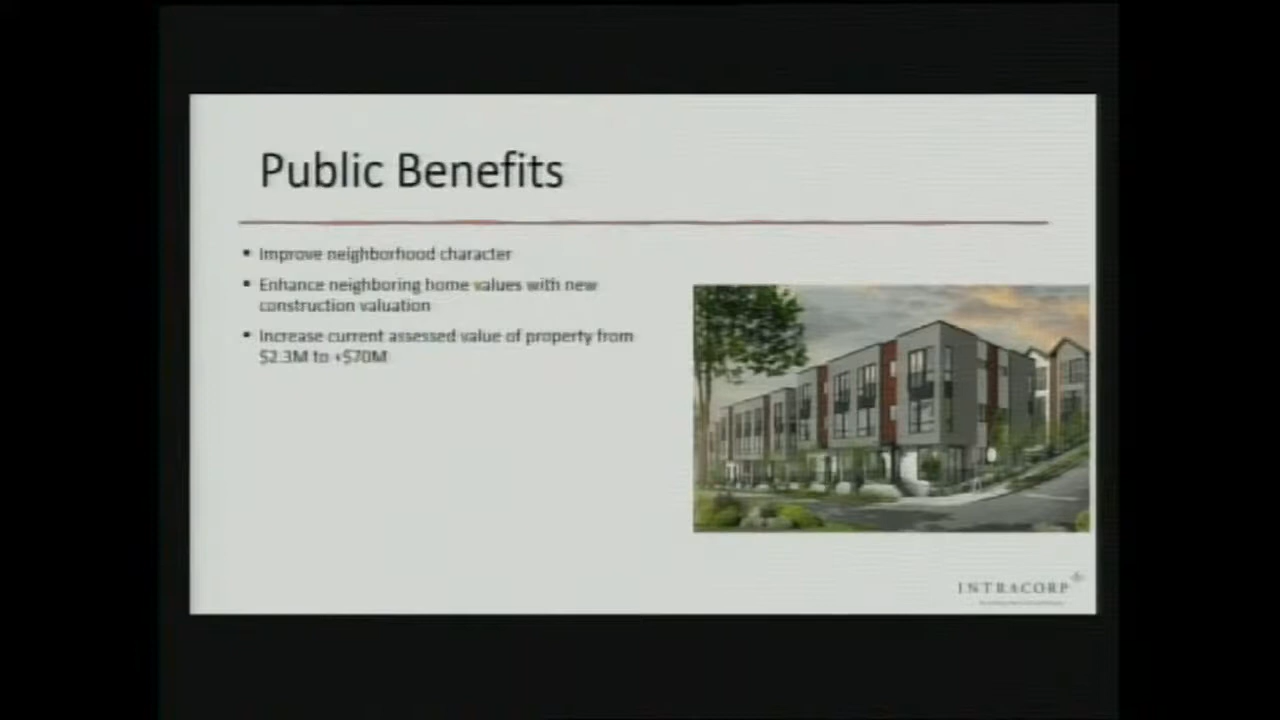 Public Benefits
▪ Improve neighborhood character
▪ Enhance neighboring home values with new
construction valuation
▪ Increase current assessed value of property from
$2.3M to +$70M
INTRACORP